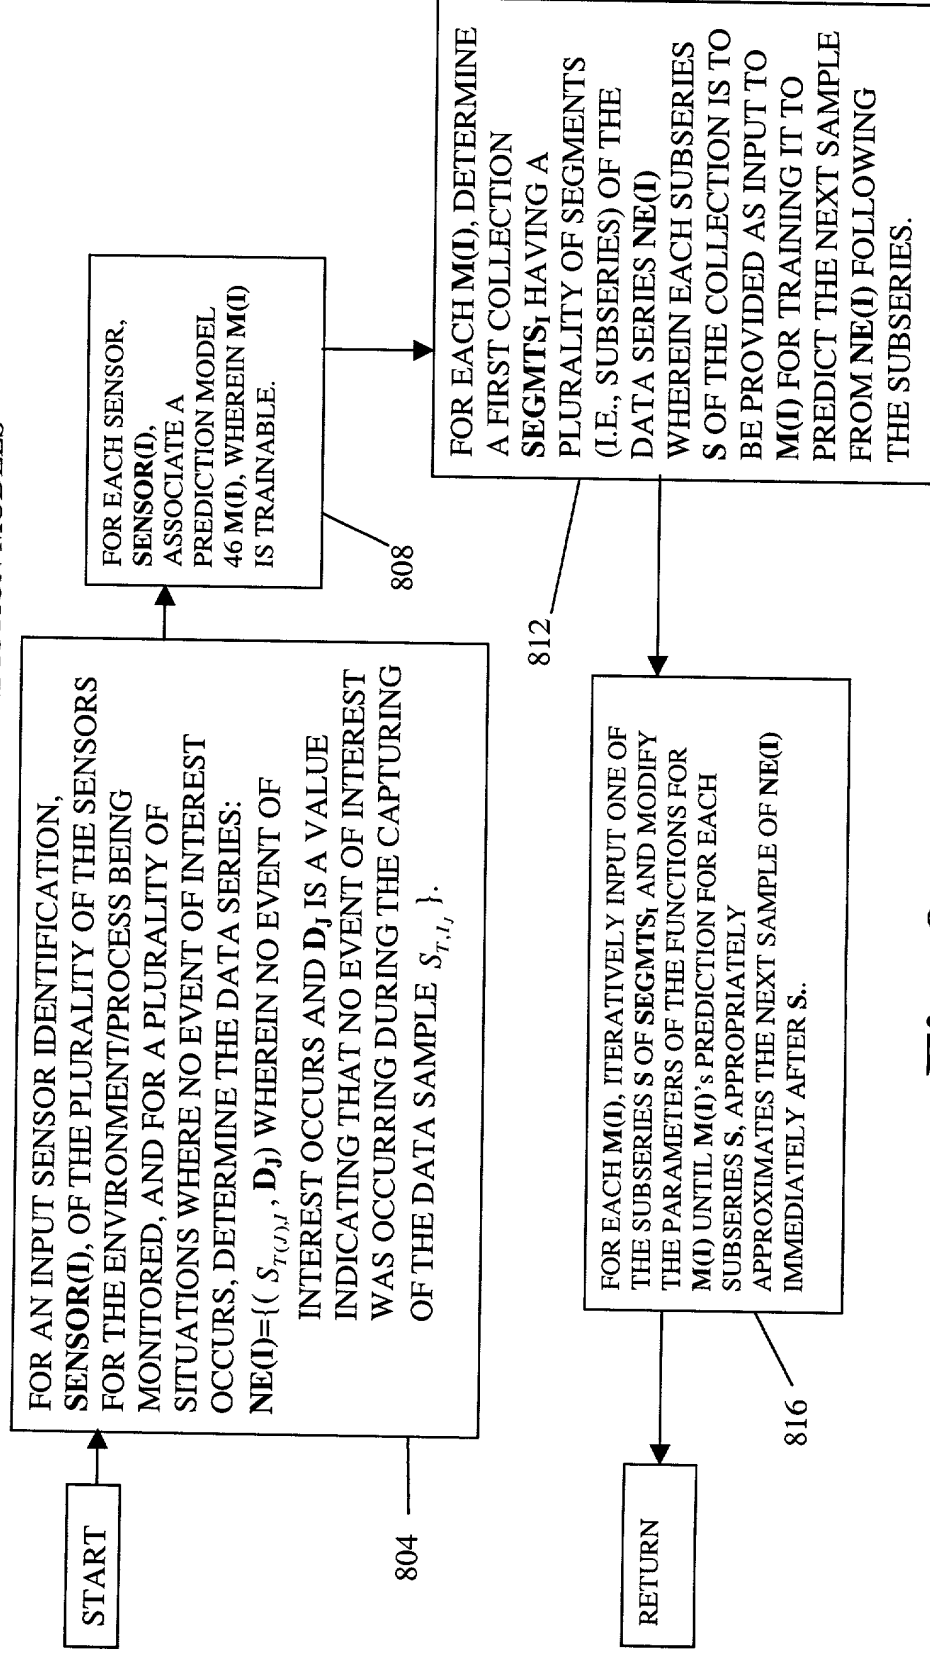 START
FOR AN INPUT SENSOR IDENTIFICATION,
SENSOR(I), OF THE PLURALITY OF THE SENSORS
FOR THE ENVIRONMENT/PROCESS BEING
MONITORED, AND FOR A PLURALITY OF
SITUATIONS WHERE NO EVENT OF INTEREST
OCCURS, DETERMINE THE DATA SERIES:
NE(I)={( S_{T(J),I}, D_J) WHEREIN NO EVENT OF
INTEREST OCCURS AND D_J IS A VALUE
INDICATING THAT NO EVENT OF INTEREST
WAS OCCURRING DURING THE CAPTURING
OF THE DATA SAMPLE S_{T,I_J} }.
804
FOR EACH SENSOR,
SENSOR(I),
ASSOCIATE A
PREDICTION MODEL
46 M(I), WHEREIN M(I)
IS TRAINABLE.
808
FOR EACH M(I), DETERMINE
A FIRST COLLECTION
SEGMTS_I HAVING A
PLURALITY OF SEGMENTS
(I.E., SUBSERIES) OF THE
DATA SERIES NE(I)
WHEREIN EACH SUBSERIES
S OF THE COLLECTION IS TO
BE PROVIDED AS INPUT TO
M(I) FOR TRAINING IT TO
PREDICT THE NEXT SAMPLE
FROM NE(I) FOLLOWING
THE SUBSERIES.
812
FOR EACH M(I), ITERATIVELY INPUT ONE OF
THE SUBSERIES S OF SEGMTS_I AND MODIFY
THE PARAMETERS OF THE FUNCTIONS FOR
M(I) UNTIL M(I)'s PREDICTION FOR EACH
SUBSERIES S, APPROPRIATELY
APPROXIMATES THE NEXT SAMPLE OF NE(I)
IMMEDIATELY AFTER S..
816
RETURN